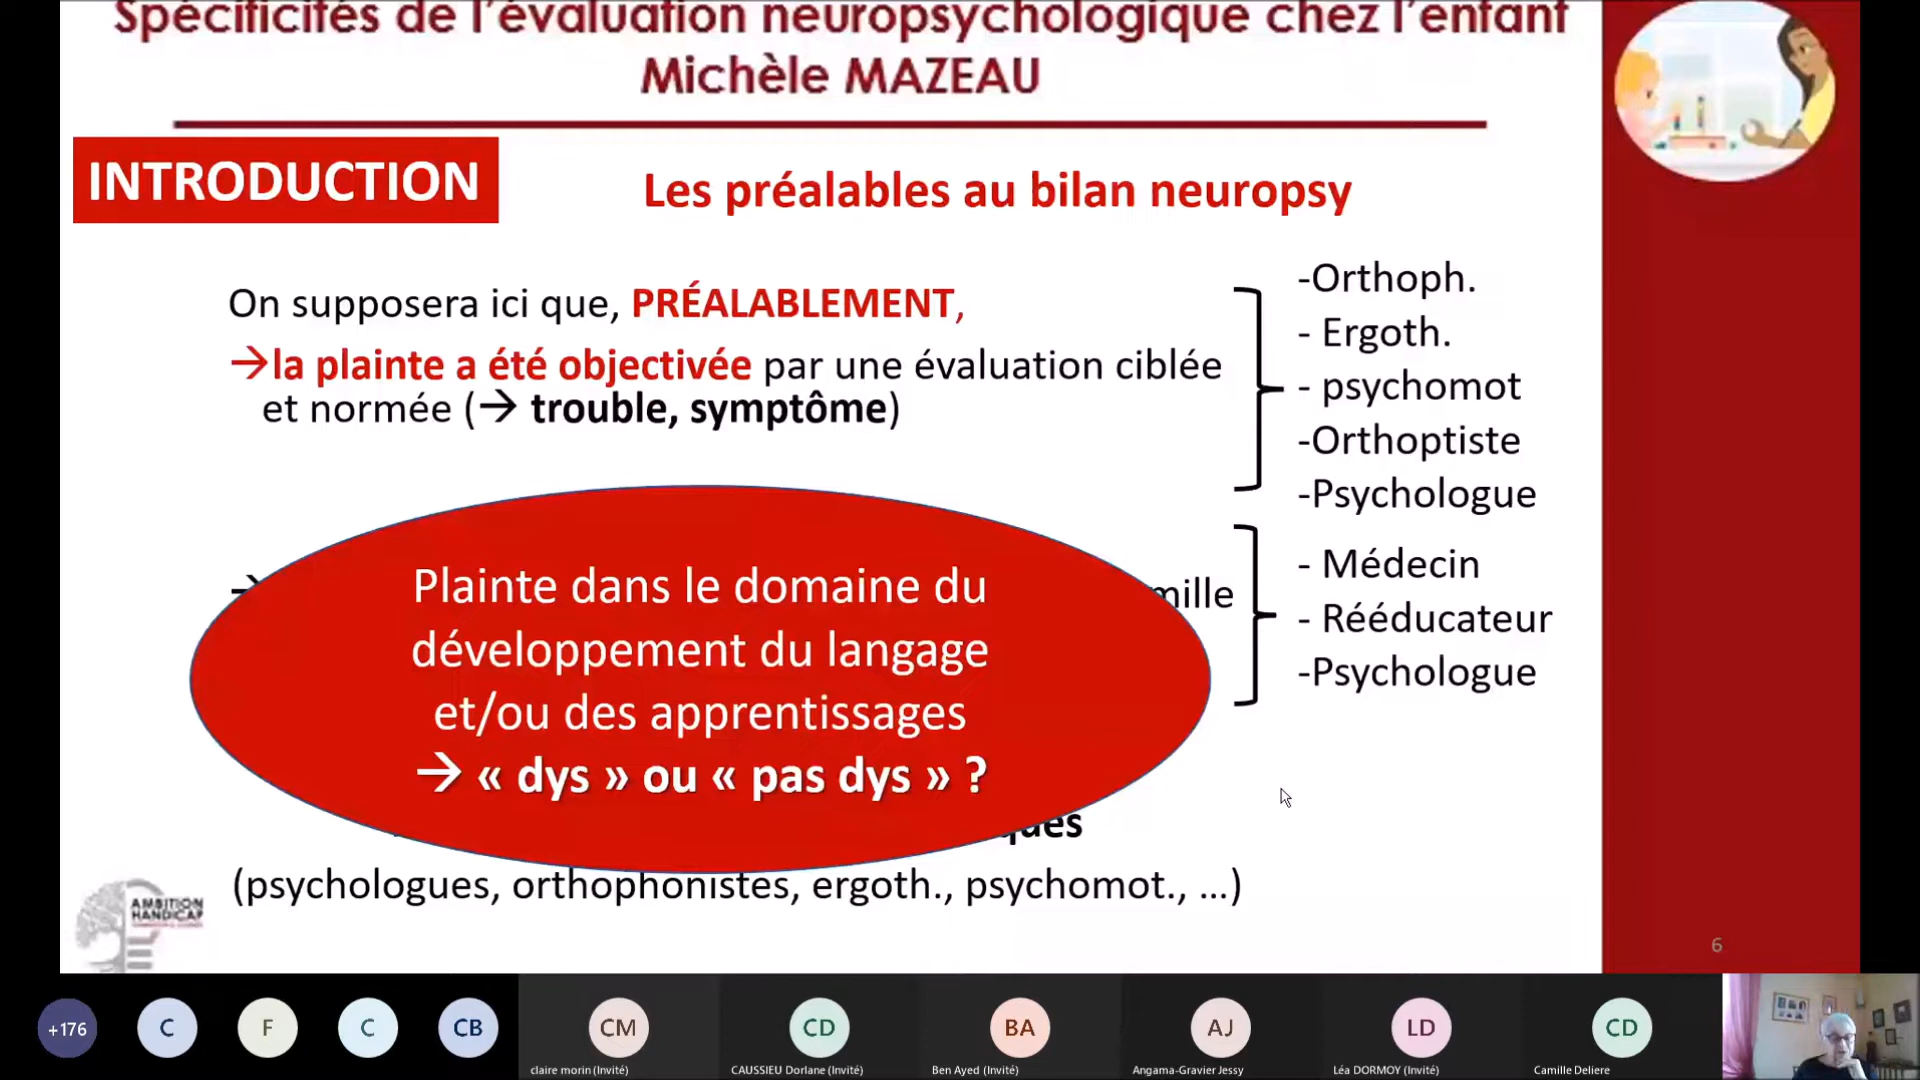 Spécificités de l'évaluation neuropsychologique chez l'enfant
Michèle MAZEAU
INTRODUCTION
Les préalables au bilan neuropsy
On supposera ici que, PRÉALABLEMENT,
→la plainte a été objectivée par une évaluation ciblée
et normée (→ trouble, symptôme)
-Orthoph.
- Ergoth.
- psychomot
-Orthoptiste
-Psychologue
Plainte dans le domaine du
développement du langage
et/ou des apprentissages
→ « dys » ou « pas dys » ?
- Médecin
- Rééducateur
-Psychologue
(psychologues, orthophonistes, ergoth., psychomot., ...)
AMBITION
HANDICAP
6
+176
C
F
C
CB
CM
CD
BA
AJ
LD
CD
claire morin (Invité)
CAUSSIEU Dorlane (Invité)
Ben Ayed (Invité)
Angama-Gravier Jessy
Léa DORMOY (Invité)
Camille Deliere